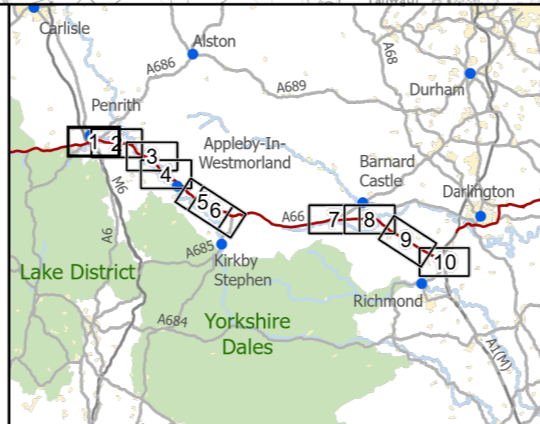 Carlisle
Alston
A68
A686
A689
Durham
Penrith
1
2
3
4
5
6
Appleby-In-
Westmorland
Barnard
Castle
Darlington
M6
A66
7
8
9
10
A6
A685
Kirkby
Stephen
Lake District
Richmond
A684
Yorkshire
Dales
A1(M)